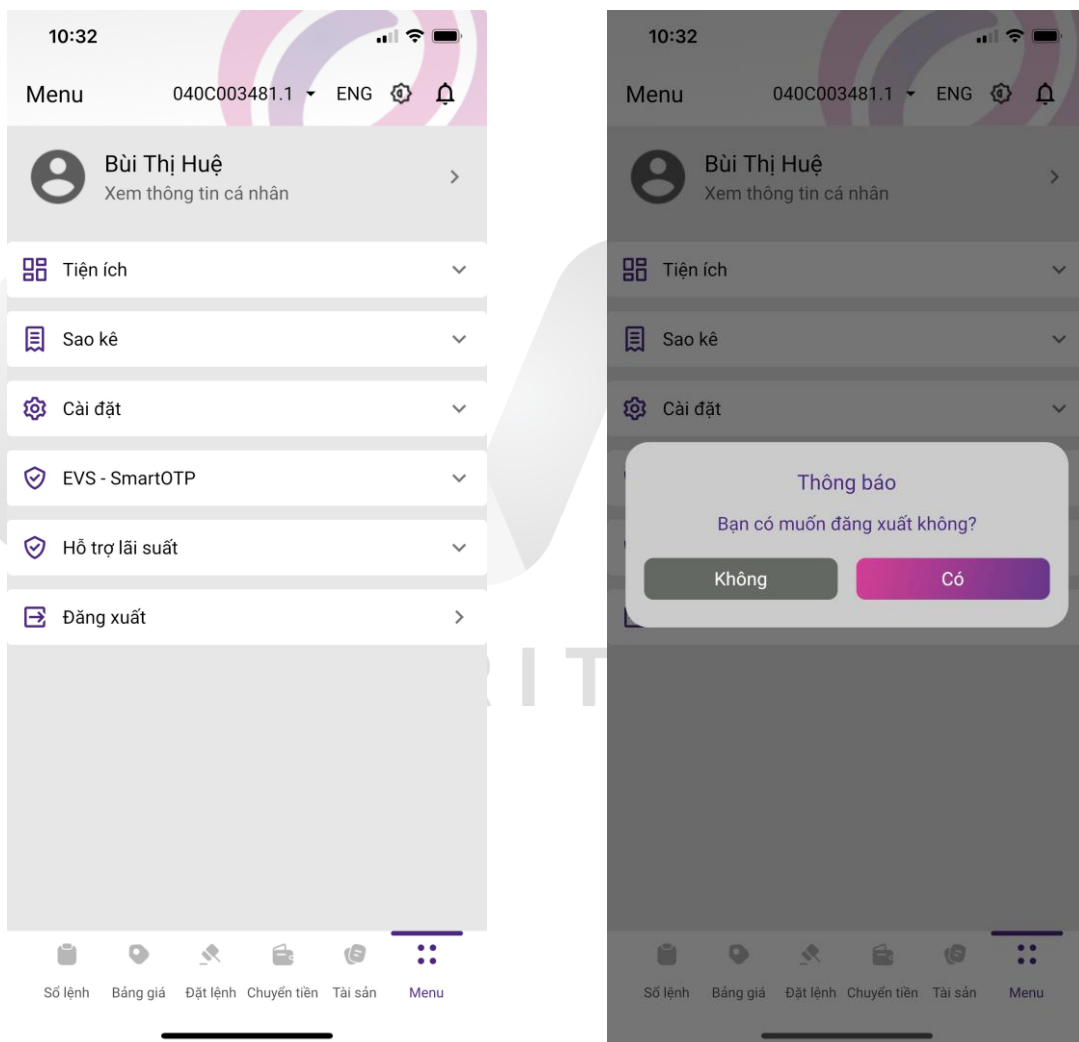 10:32
Menu 040C003481.1 ENG
Bùi Thị Huệ
Xem thông tin cá nhân
Tiện ích
Sao kê
Cài đặt
EVS - SmartOTP
Hỗ trợ lãi suất
Đăng xuất
Sổ lệnh Bảng giá Đặt lệnh Chuyển tiền Tài sản Menu
10:32
Menu 040C003481.1 ENG
Bùi Thị Huệ
Xem thông tin cá nhân
Tiện ích
Sao kê
Cài đặt
Thông báo
Bạn có muốn đăng xuất không?
Không Có
Sổ lệnh Bảng giá Đặt lệnh Chuyển tiền Tài sản Menu